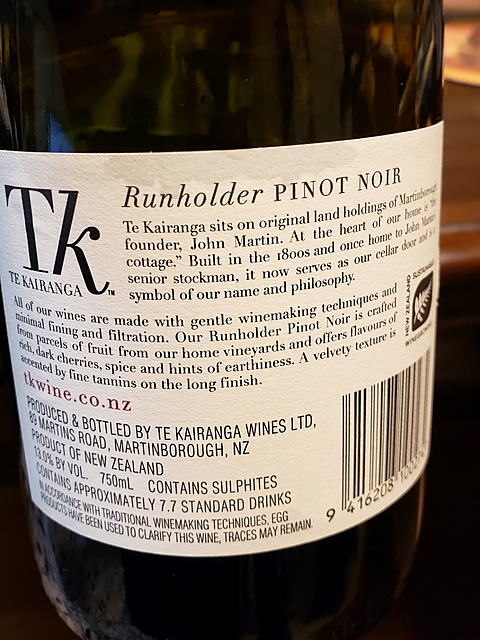 Tk
TE KAIRANGA™
Runholder PINOT NOIR
Te Kairanga sits on original land holdings of
founder, John Martin. At the heart of our home is
cottage.” Built in the 1800s and once home to John
senior stockman, it now serves as our cellar door and
symbol of our name and philosophy.
All of our wines are made with gentle winemaking techniques and
minimal fining and filtration. Our Runholder Pinot Noir is crafted
from parcels of fruit from our home vineyards and offers flavours of
rich, dark cherries, spice and hints of earthiness. A velvety texture is
accented by fine tannins on the long finish.
tkwine.co.nz
PRODUCED & BOTTLED BY TE KAIRANGA WINES LTD,
89 MARTINS ROAD, MARTINBOROUGH, NZ
PRODUCT OF NEW ZEALAND
13.0% BY VOL. 750mL CONTAINS SULPHITES
CONTAINS APPROXIMATELY 7.7 STANDARD DRINKS
IN ACCORDANCE WITH TRADITIONAL WINEMAKING TECHNIQUES, EGG
PRODUCTS HAVE BEEN USED TO CLARIFY THIS WINE, TRACES MAY REMAIN.
NEW ZEALAND
9 416208